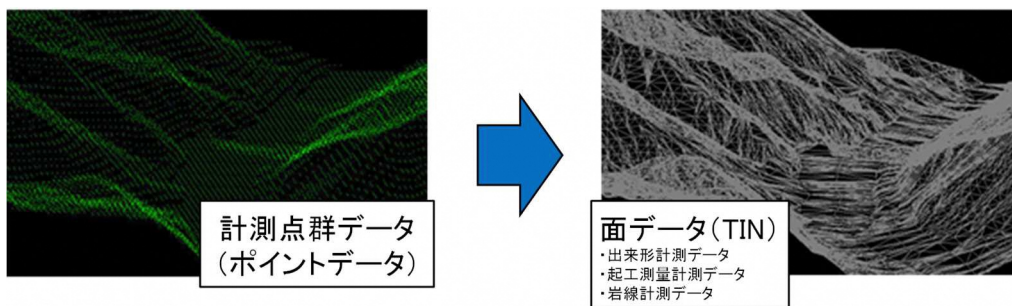 計測点群データ
(ポイントデータ)
面データ(TIN)
・出来形計測データ
・起工測量計測データ
・岩線計測データ